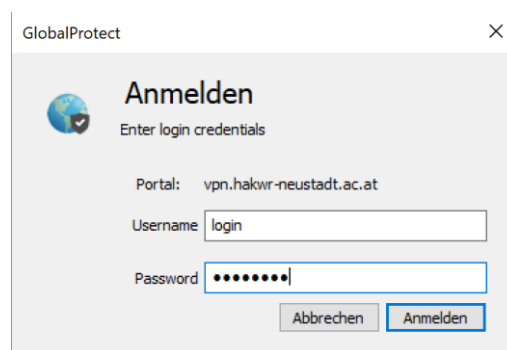 GlobalProtect
Anmelden
Enter login credentials
Portal: vpn.hakwr-neustadt.ac.at
Username login
Password ••••••••
Abbrechen Anmelden